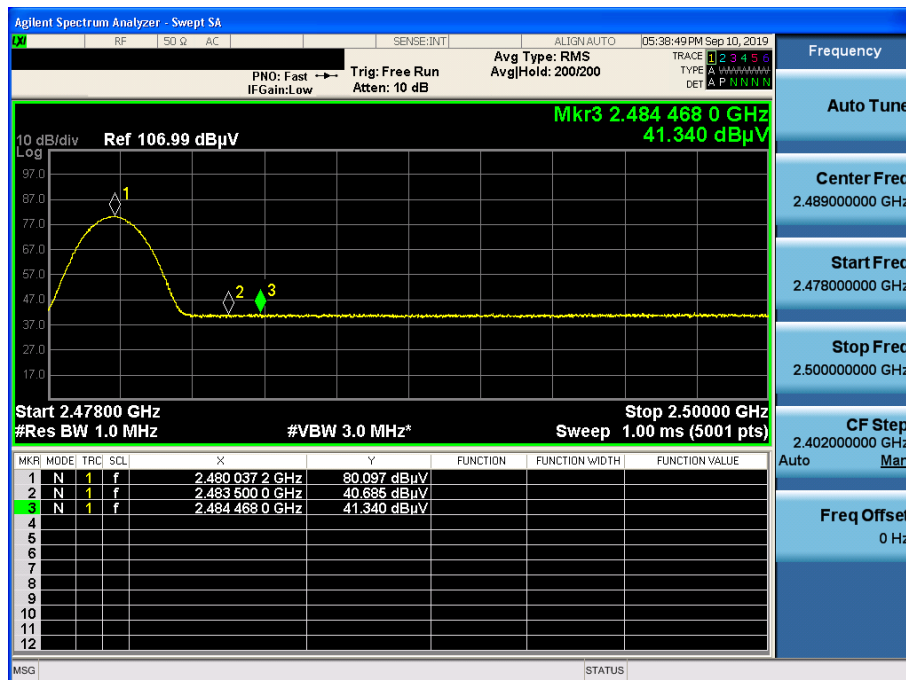 Agilent Spectrum Analyzer - Swept SA
LXI RF 50 Ω AC SENSE:INT ALIGN AUTO 05:38:49 PM Sep 10, 2019
PNO: Fast
IFGain:Low
Trig: Free Run
Atten: 10 dB
Avg Type: RMS
Avg|Hold: 200/200
TRACE 1 2 3 4 5 6
TYPE A WWWWW
DET A P N N N N
Mkr3 2.484 468 0 GHz
41.340 dBµV
10 dB/div Ref 106.99 dBµV
Log
97.0
87.0
77.0
67.0
57.0
47.0
37.0
27.0
17.0
1
2
3
Start 2.47800 GHz Stop 2.50000 GHz
#Res BW 1.0 MHz #VBW 3.0 MHz* Sweep 1.00 ms (5001 pts)
MKR MODE TRC SCL X Y FUNCTION FUNCTION WIDTH FUNCTION VALUE
1 N 1 f 2.480 037 2 GHz 80.097 dBµV
2 N 1 f 2.483 500 0 GHz 40.685 dBµV
3 N 1 f 2.484 468 0 GHz 41.340 dBµV
4
5
6
7
8
9
10
11
12
MSG STATUS
Frequency
Auto Tune
Center Freq
2.489000000 GHz
Start Freq
2.478000000 GHz
Stop Freq
2.500000000 GHz
CF Step
2.402000000 GHz
Auto Man
Freq Offset
0 Hz